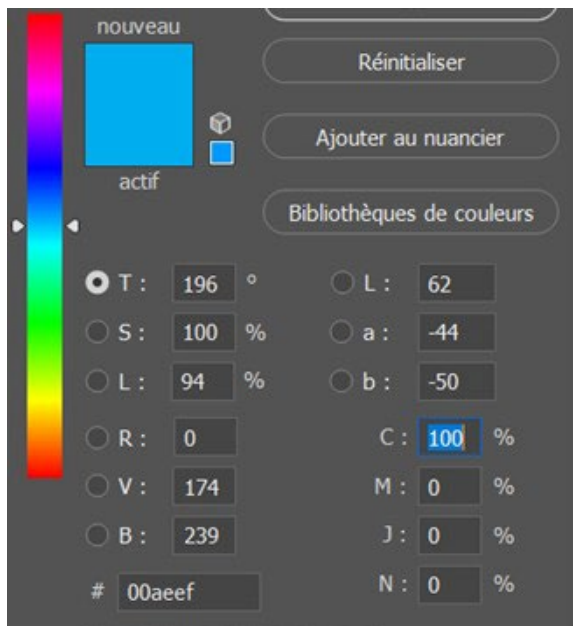 nouveau
Réinitialiser
Ajouter au nuancier
actif
Bibliothèques de couleurs
T : 196 ° L : 62
S : 100 % a : -44
L : 94 % b : -50
R : 0 C : 100 %
V : 174 M : 0 %
B : 239 J : 0 %
# 00aeef N : 0 %